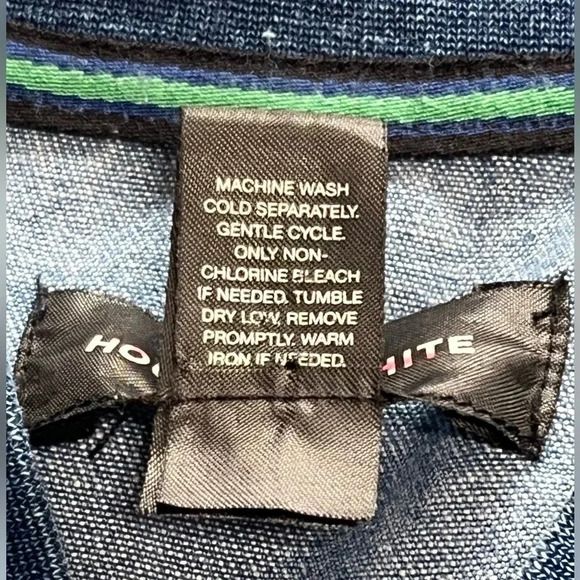 MACHINE WASH
COLD SEPARATELY.
GENTLE CYCLE.
ONLY NON-
CHLORINE BLEACH
IF NEEDED. TUMBLE
DRY LOW. REMOVE
PROMPTLY. WARM
IRON IF NEEDED.